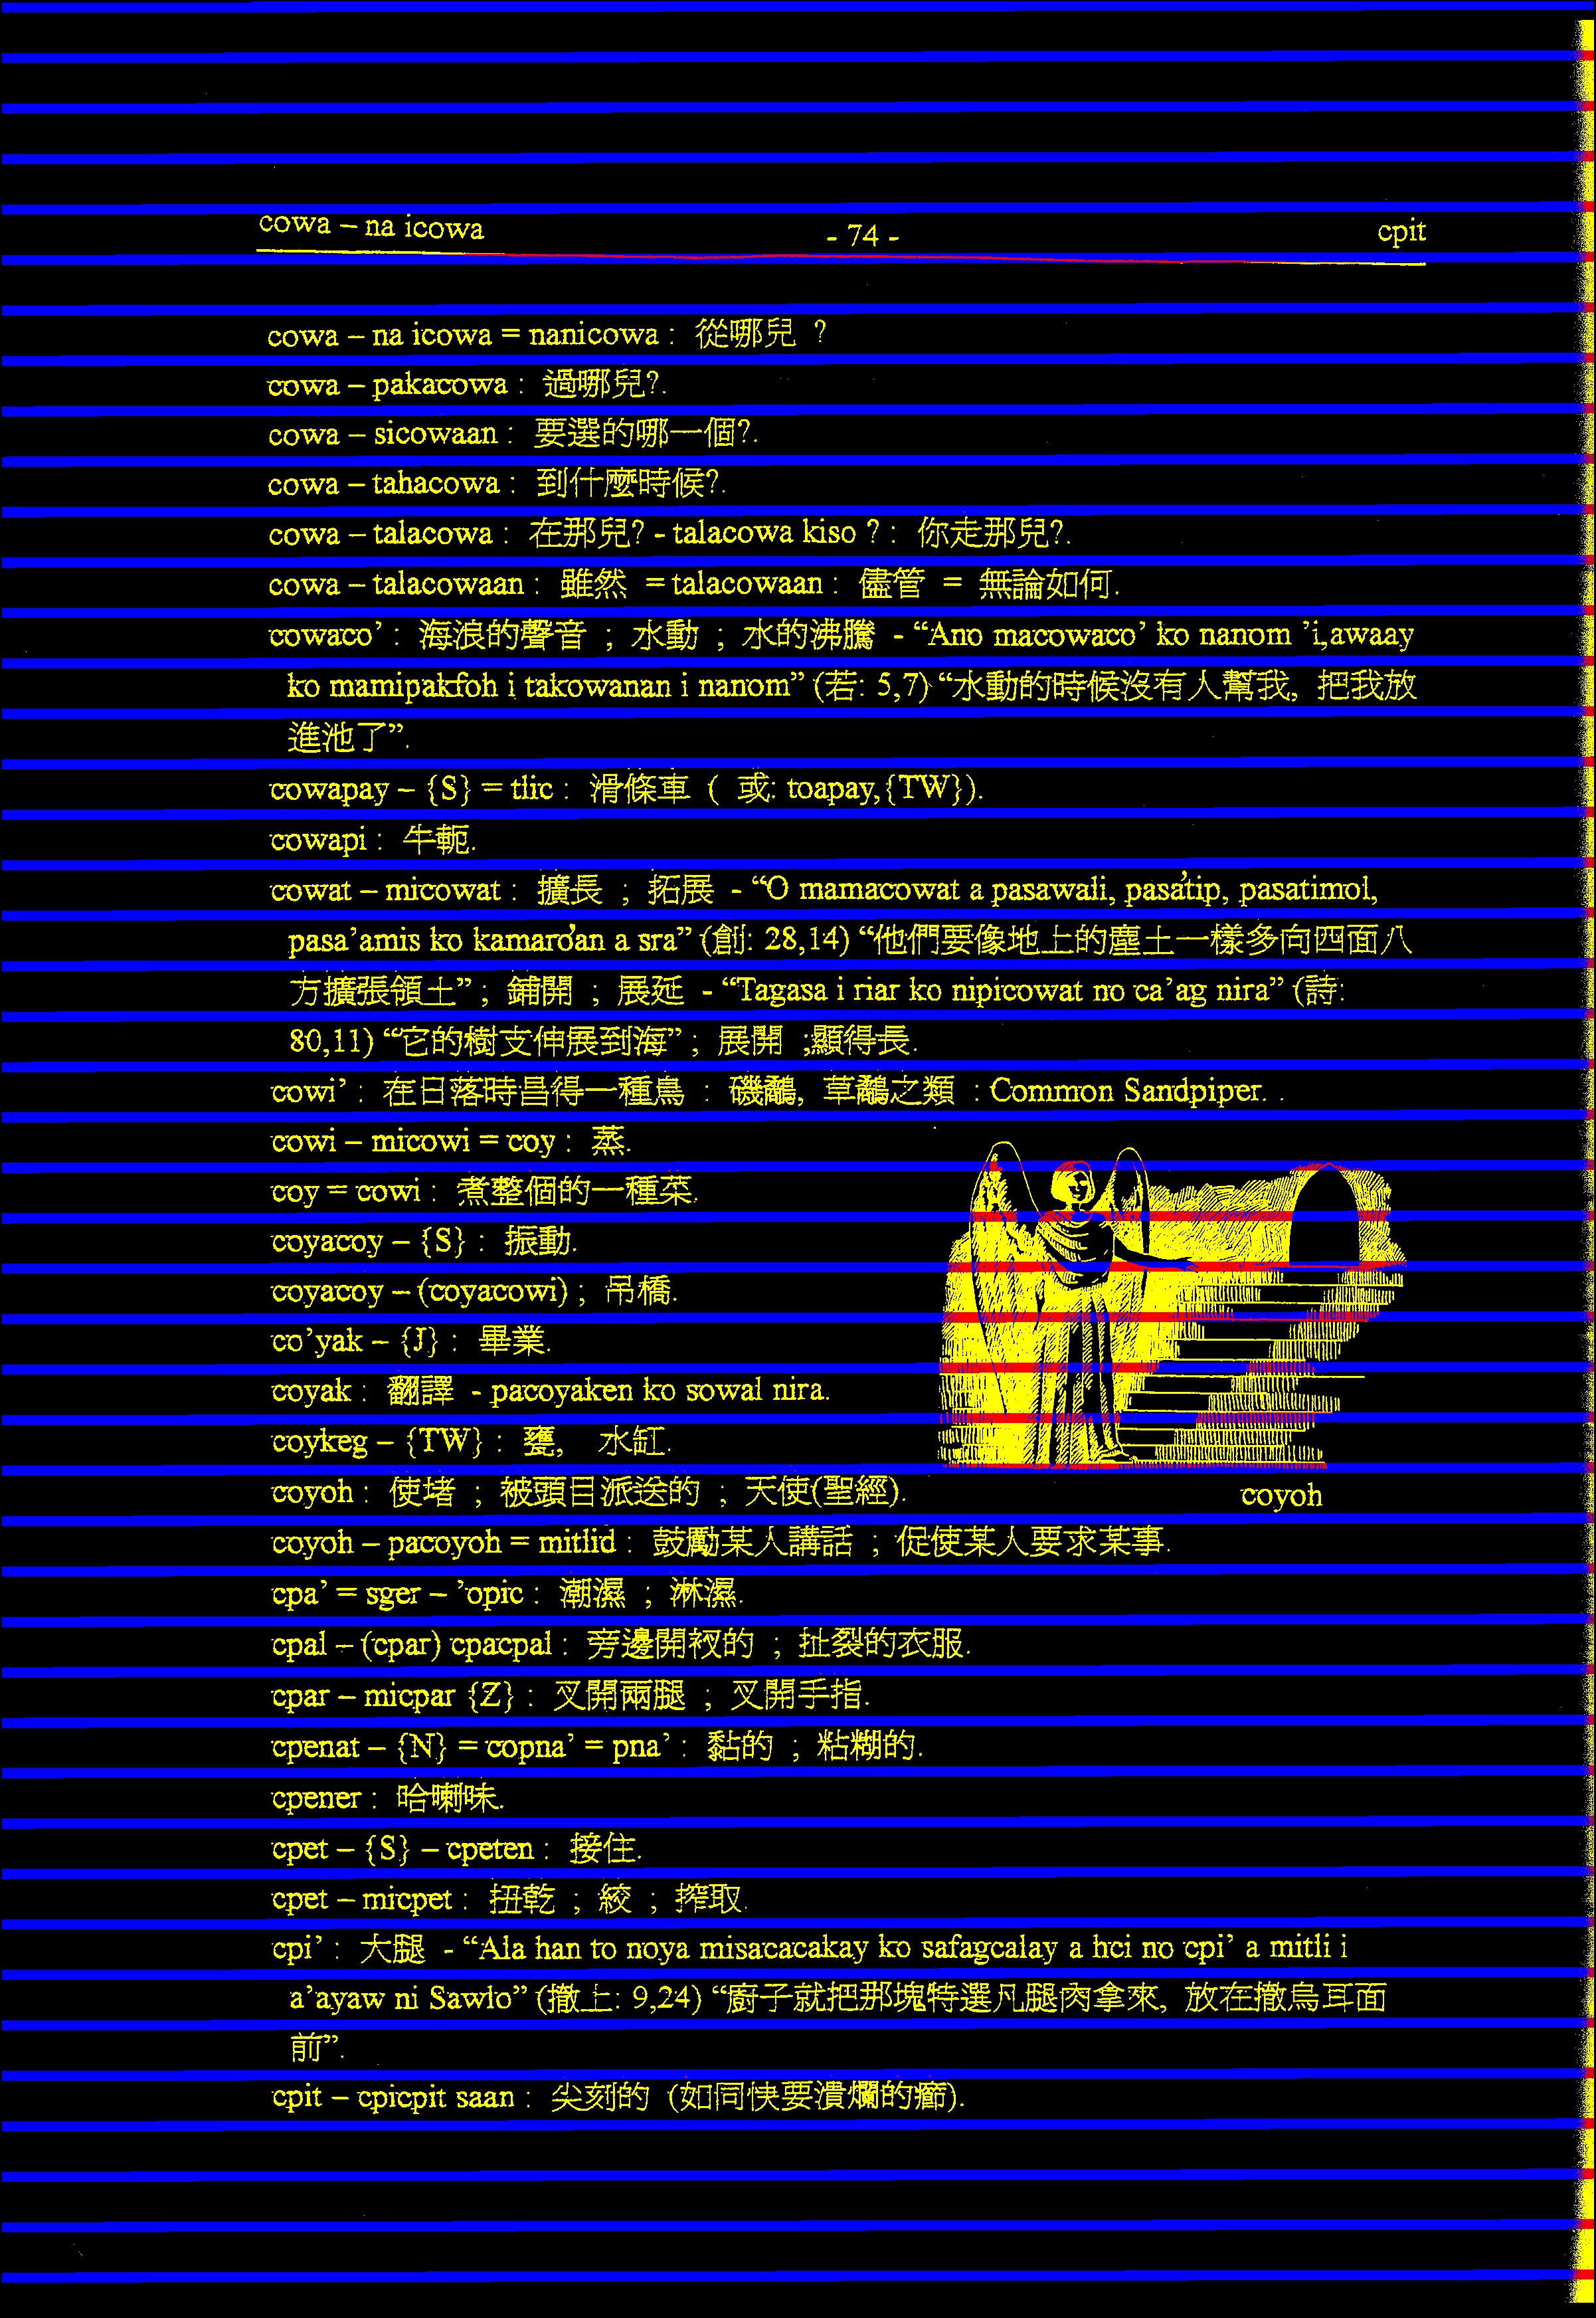 cowa – na icowa - 74 - cpit
cowa – na icowa = nanicowa : 從哪兒 ?
cowa – pakacowa : 過哪兒?.
cowa – sicowaan : 要選的哪一個?.
cowa – tahacowa : 到什麼時候?.
cowa – talacowa : 在那兒? - talacowa kiso ? : 你走那兒?.
cowa – talacowaan : 雖然 = talacowaan : 儘管 = 無論如何.
cowaco’ : 海浪的聲音 ; 水動 ; 水的沸騰 - “Ano macowaco’ ko nanom ’i,awaay
ko mamipakfoh i takowanan i nanom” (若: 5,7) “水動的時候沒有人幫我, 把我放
進池了”.
cowapay – {S} = tlic : 滑條車 ( 或: toapay,{TW}).
cowapi : 牛軛.
cowat – micowat : 擴長 ; 拓展 - “O mamacowat a pasawali, pasa’tip, pasatimol,
pasa’amis ko kamaro’an a sra” (創: 28,14) “他們要像地上的塵土一樣多向四面八
方擴張領土” ; 鋪開 ; 展延 - “Tagasa i riar ko nipicowat no ca’ag nira” (詩:
80,11) “它的樹支伸展到海” ; 展開 ;顯得長.
cowi’ : 在日落時昌得一種鳥 : 磯鷸, 草鷸之類 : Common Sandpiper. .
cowi – micowi = coy : 蒸.
coy = cowi : 煮整個的一種菜.
coyacoy – {S} : 振動.
coyacoy – (coyacowi) ; 吊橋.
co’yak – {J} : 畢業.
coyak : 翻譯 - pacoyaken ko sowal nira.
coykeg – {TW} : 甕, 水缸.
coyoh : 使堵 ; 被頭目派送的 ; 天使(聖經).
coyoh
coyoh – pacoyoh = mitlid : 鼓勵某人講話 ; 促使某人要求某事.
cpa’ = sger – ’opic : 潮濕 ; 淋濕.
cpal – (cpar) cpacpal : 旁邊開衩的 ; 扯裂的衣服.
cpar – micpar {Z} : 叉開兩腿 ; 叉開手指.
cpenat – {N} = copna’ = pna’ : 黏的 ; 粘糊的.
cpener : 哈喇味.
cpet – {S} – cpeten : 接住.
cpet – micpet : 扭乾 ; 絞 ; 搾取.
cpi’ : 大腿 - “Ala han to noya misacacakay ko safagcalay a hci no cpi’ a mitli i
a’ayaw ni Sawlo” (撒上: 9,24) “廚子就把那塊特選凡腿肉拿來, 放在撒烏耳面
前”.
cpit – cpicpit saan : 尖刻的 (如同快要潰爛的癤).